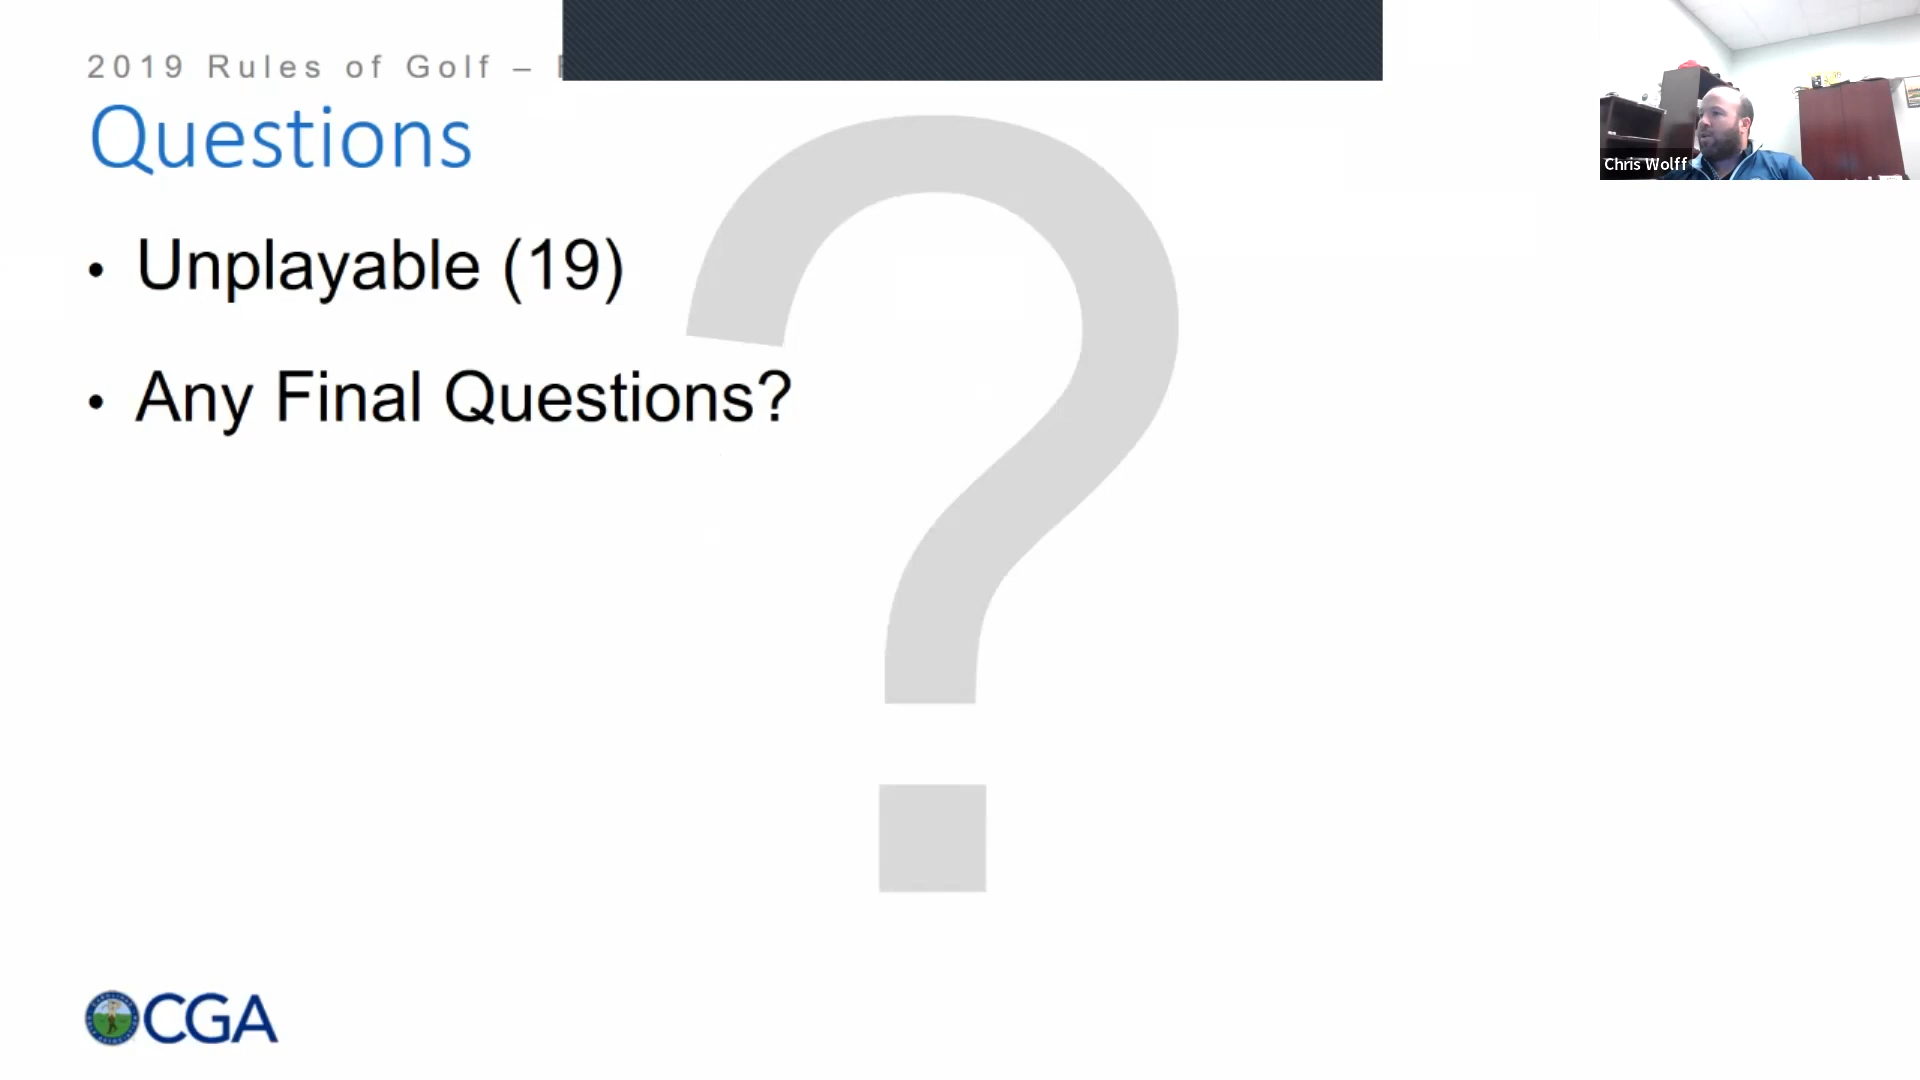 2019 Rules of Golf –
Questions
• Unplayable (19)
• Any Final Questions?
?
CGA
Chris Wolff